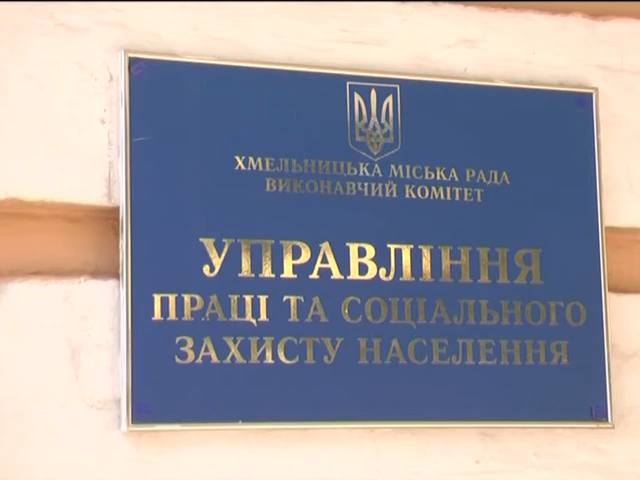 ХМЕЛЬНИЦЬКА МІСЬКА РАДА
ВИКОНАВЧИЙ КОМІТЕТ
УПРАВЛІННЯ
ПРАЦІ ТА СОЦІАЛЬНОГО
ЗАХИСТУ НАСЕЛЕННЯ